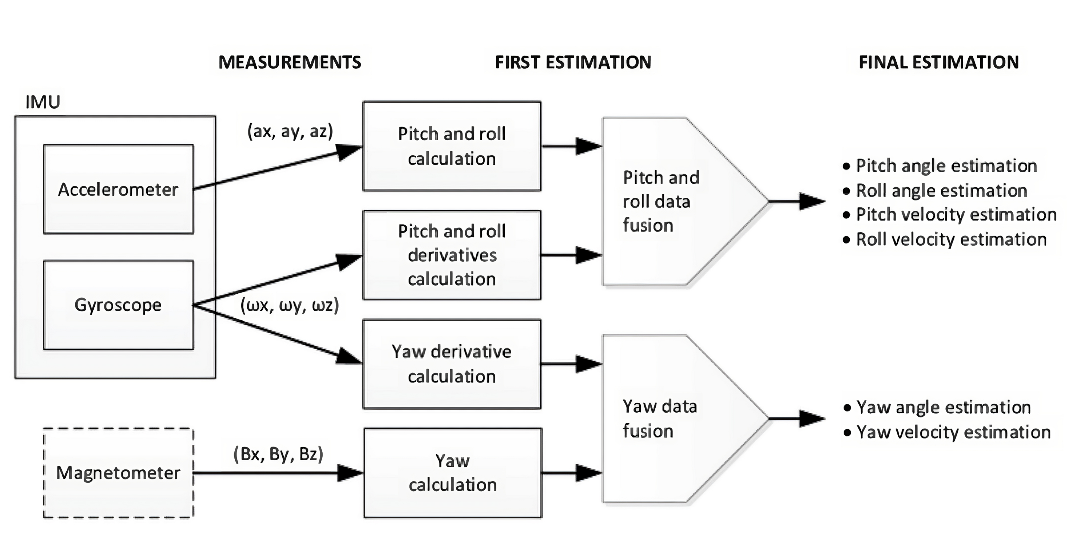 MEASUREMENTS
FIRST ESTIMATION
FINAL ESTIMATION
IMU
Accelerometer
Gyroscope
Magnetometer
(ax, ay, az)
(ωx, ωy, ωz)
(Bx, By, Bz)
Pitch and roll
calculation
Pitch and roll
derivatives
calculation
Yaw derivative
calculation
Yaw
calculation
Pitch and
roll data
fusion
Yaw data
fusion
• Pitch angle estimation
• Roll angle estimation
• Pitch velocity estimation
• Roll velocity estimation
• Yaw angle estimation
• Yaw velocity estimation